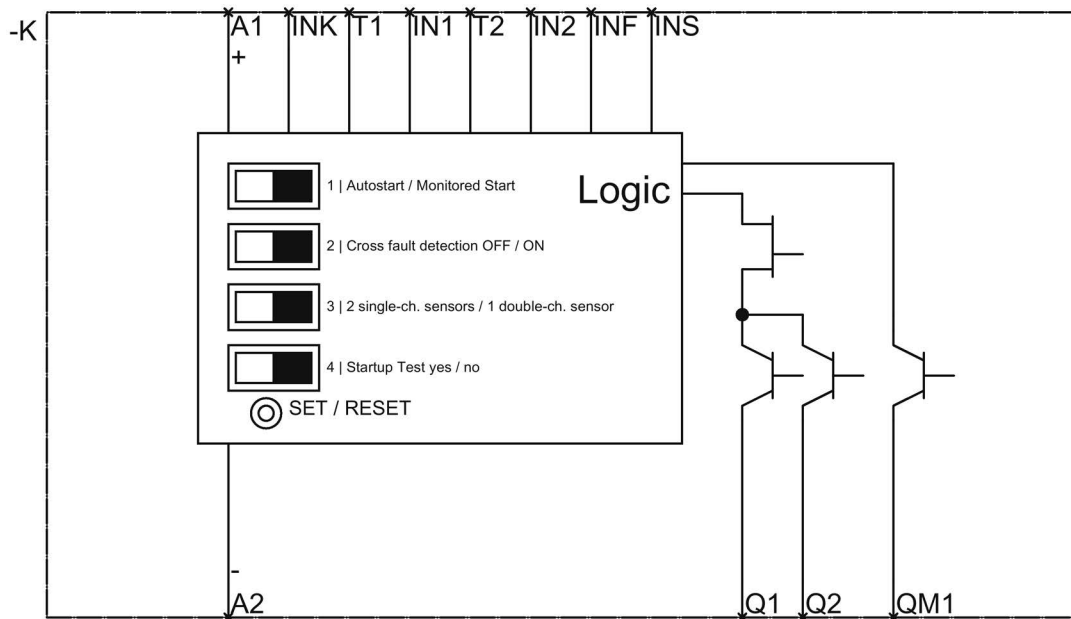 -K
A1 INK T1 IN1 T2 IN2 INF INS
+
1 | Autostart / Monitored Start
Logic
2 | Cross fault detection OFF / ON
3 | 2 single-ch. sensors / 1 double-ch. sensor
4 | Startup Test yes / no
SET / RESET
-
A2 Q1 Q2 QM1